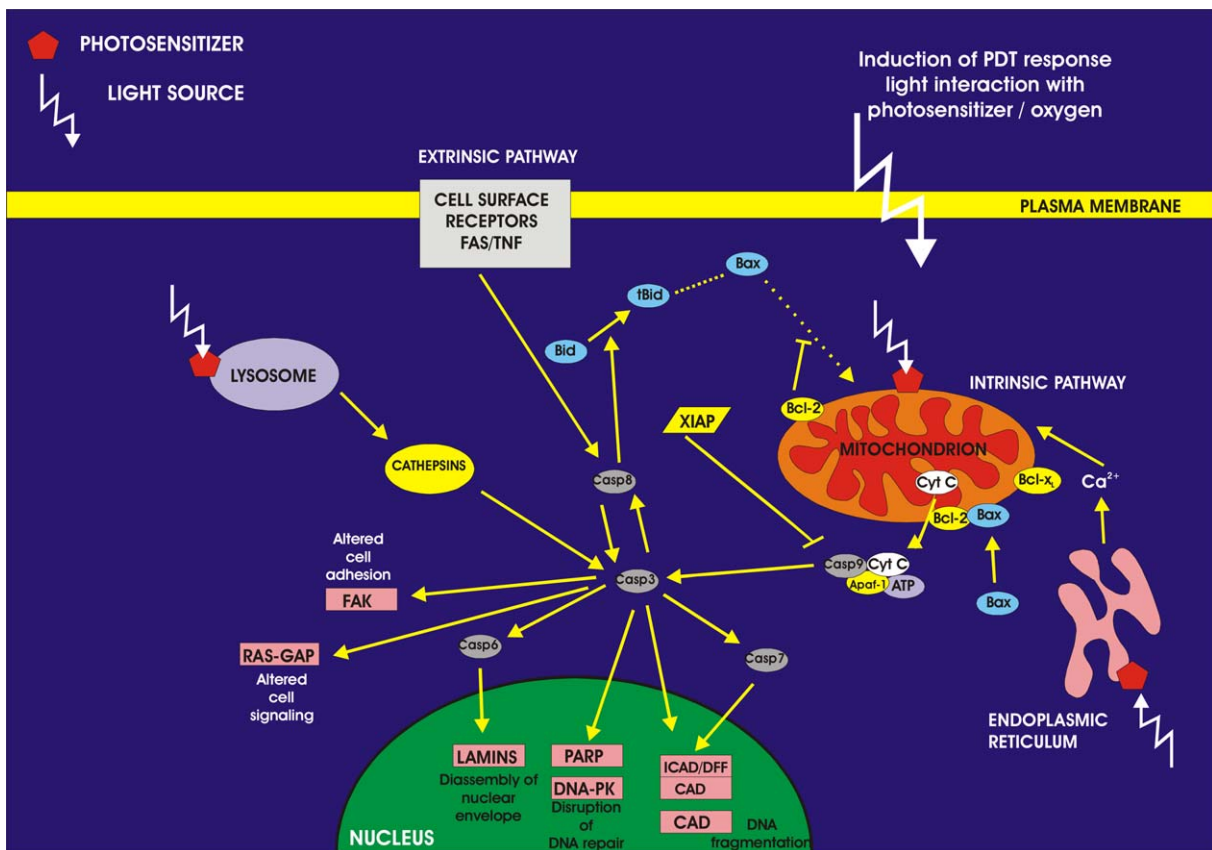 PHOTOSENSITIZER
LIGHT SOURCE
Induction of PDT response
light interaction with
photosensitizer / oxygen
EXTRINSIC PATHWAY
CELL SURFACE
RECEPTORS
FAS/TNF
PLASMA MEMBRANE
Bax
tBid
Bid
LYSOSOME
INTRINSIC PATHWAY
Bcl-2
XIAP
MITOCHONDRION
CATHEPSINS
Casp8
Cyt C
Bcl-xL
Ca2+
Bcl-2
Bax
Altered
cell
adhesion
FAK
Casp3
Casp9
Cyt C
Apaf-1
ATP
Bax
Casp6
Casp7
RAS-GAP
Altered
cell
signaling
ENDOPLASMIC
RETICULUM
LAMINS
Diassembly of
nuclear
envelope
PARP
DNA-PK
Disruption
of
DNA repair
ICAD/DFF
CAD
CAD
DNA
fragmentation
NUCLEUS